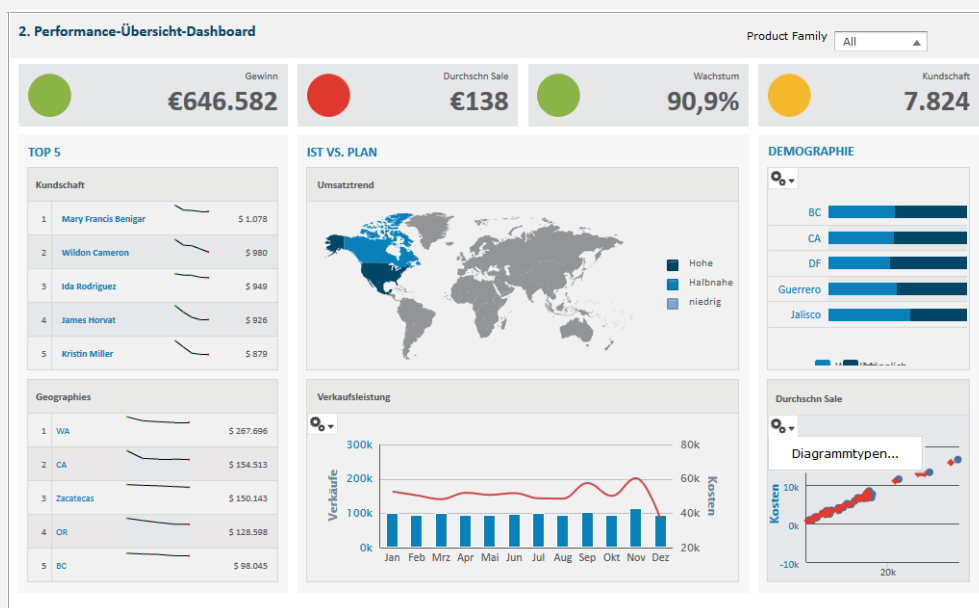 2. Performance-Übersicht-Dashboard
Product Family All
Gewinn
€646.582
Durchschn Sale
€138
Wachstum
90,9%
Kundschaft
7.824
TOP 5
Kundschaft
1 Mary Francis Benigar $ 1.078
2 Wildon Cameron $ 980
3 Ida Rodriguez $ 949
4 James Horvat $ 926
5 Kristin Miller $ 879
Geographies
1 WA $ 267.696
2 CA $ 154.513
3 Zacatecas $ 150.143
4 OR $ 128.598
5 BC $ 98.045
IST VS. PLAN
Umsatztrend
Hohe
Halbnahe
niedrig
Verkaufsleistung
300k
200k
100k
0k
Verkäufe
80k
60k
40k
20k
Kosten
Jan Feb Mrz Apr Mai Jun Jul Aug Sep Okt Nov Dez
DEMOGRAPHIE
BC
CA
DF
Guerrero
Jalisco
Durchschn Sale
Diagrammtypen...
Kosten
10k
0k
-10k
20k